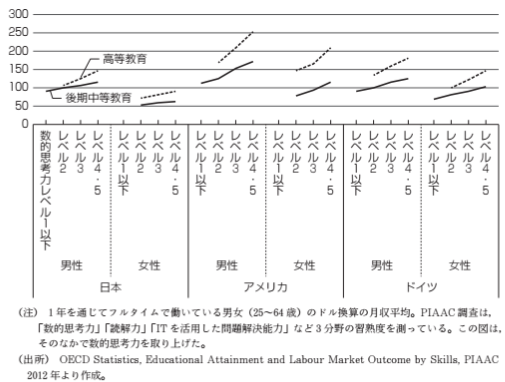 300
250
200
150
100
50
0
高等教育
後期中等教育
数的思考力レベル1以下
レベル2
レベル3
レベル4・5
レベル1以下
レベル2
レベル3
レベル4・5
レベル1以下
レベル2
レベル3
レベル4・5
レベル1以下
レベル2
レベル3
レベル4・5
レベル1以下
レベル2
レベル3
レベル4・5
レベル1以下
レベル2
レベル3
レベル4・5
男性 女性 男性 女性 男性 女性
日本 アメリカ ドイツ
(注) 1年を通じてフルタイムで働いている男女(25~64歳)のドル換算の月収平均。PIAAC調査は,
「数的思考力」「読解力」「ITを活用した問題解決能力」など3分野の習熟度を測っている。この図は,
そのなかで数的思考力を取り上げた。
(出所) OECD Statistics, Educational Attainment and Labour Market Outcome by Skills, PIAAC
2012年より作成。